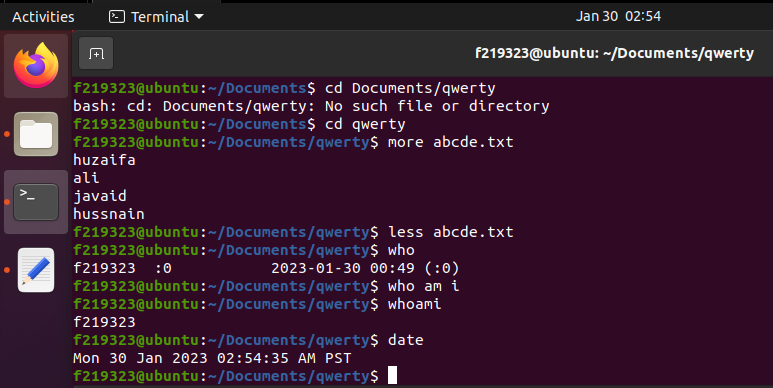 Activities Terminal Jan 30 02:54
f219323@ubuntu: ~/Documents/qwerty
f219323@ubuntu:~/Documents$ cd Documents/qwerty
bash: cd: Documents/qwerty: No such file or directory
f219323@ubuntu:~/Documents$ cd qwerty
f219323@ubuntu:~/Documents/qwerty$ more abcde.txt
huzaifa
ali
javaid
hussnain
f219323@ubuntu:~/Documents/qwerty$ less abcde.txt
f219323@ubuntu:~/Documents/qwerty$ who
f219323  :0           2023-01-30 00:49 (:0)
f219323@ubuntu:~/Documents/qwerty$ who am i
f219323@ubuntu:~/Documents/qwerty$ whoami
f219323
f219323@ubuntu:~/Documents/qwerty$ date
Mon 30 Jan 2023 02:54:35 AM PST
f219323@ubuntu:~/Documents/qwerty$